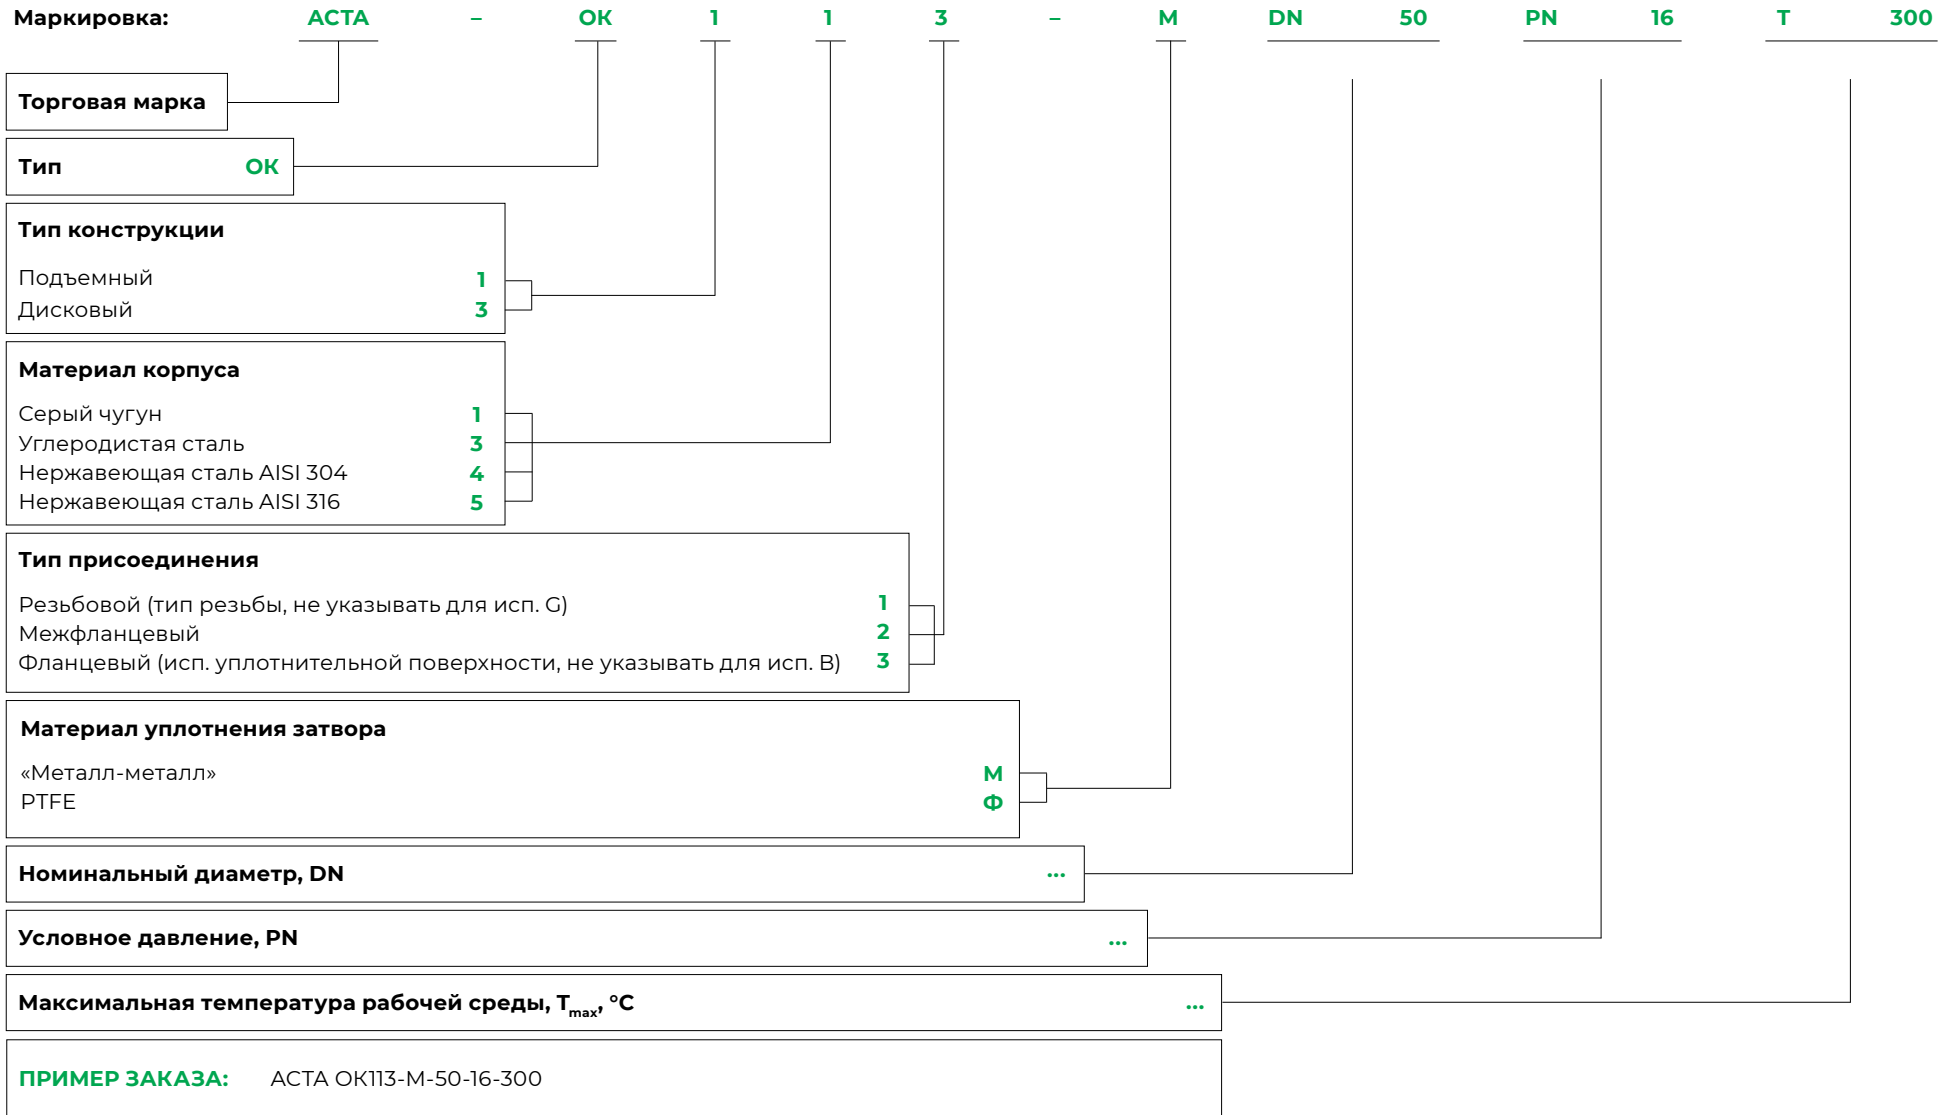 Маркировка: АСТА – ОК 1 1 3 – М DN 50 PN 16 T 300
Торговая марка
Тип ОК
Тип конструкции
Подъемный 1
Дисковый 3
Материал корпуса
Серый чугун 1
Углеродистая сталь 3
Нержавеющая сталь AISI 304 4
Нержавеющая сталь AISI 316 5
Тип присоединения
Резьбовой (тип резьбы, не указывать для исп. G) 1
Межфланцевый 2
Фланцевый (исп. уплотнительной поверхности, не указывать для исп. В) 3
Материал уплотнения затвора
«Металл-металл» М
PTFE Ф
Номинальный диаметр, DN ...
Условное давление, PN ...
Максимальная температура рабочей среды, Tmax, °C ...
ПРИМЕР ЗАКАЗА: АСТА ОК113-М-50-16-300